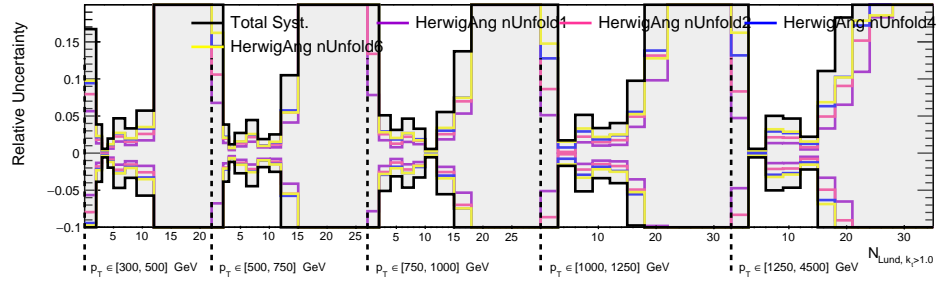 Total Syst. HerwigAng nUnfold1 HerwigAng nUnfold2 HerwigAng nUnfold4
HerwigAng nUnfold6
Relative Uncertainty
0.15
0.1
0.05
0
−0.05
−0.1
5 10 15 20 5 10 15 20 25 5 10 15 20 25 10 20 30 10 20 30
p_T ∈ [300, 500] GeV p_T ∈ [500, 750] GeV p_T ∈ [750, 1000] GeV p_T ∈ [1000, 1250] GeV p_T ∈ [1250, 4500] GeV
N_Lund, k_t>1.0